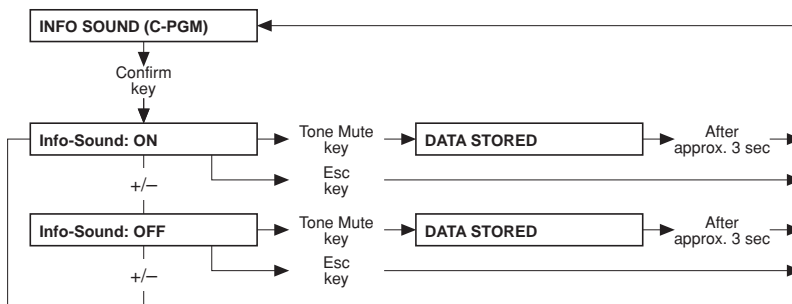 INFO SOUND (C-PGM)
Confirm
key
Info-Sound: ON
Tone Mute
key
DATA STORED
After
approx. 3 sec
Esc
key
+/–
Info-Sound: OFF
Tone Mute
key
DATA STORED
After
approx. 3 sec
Esc
key
+/–